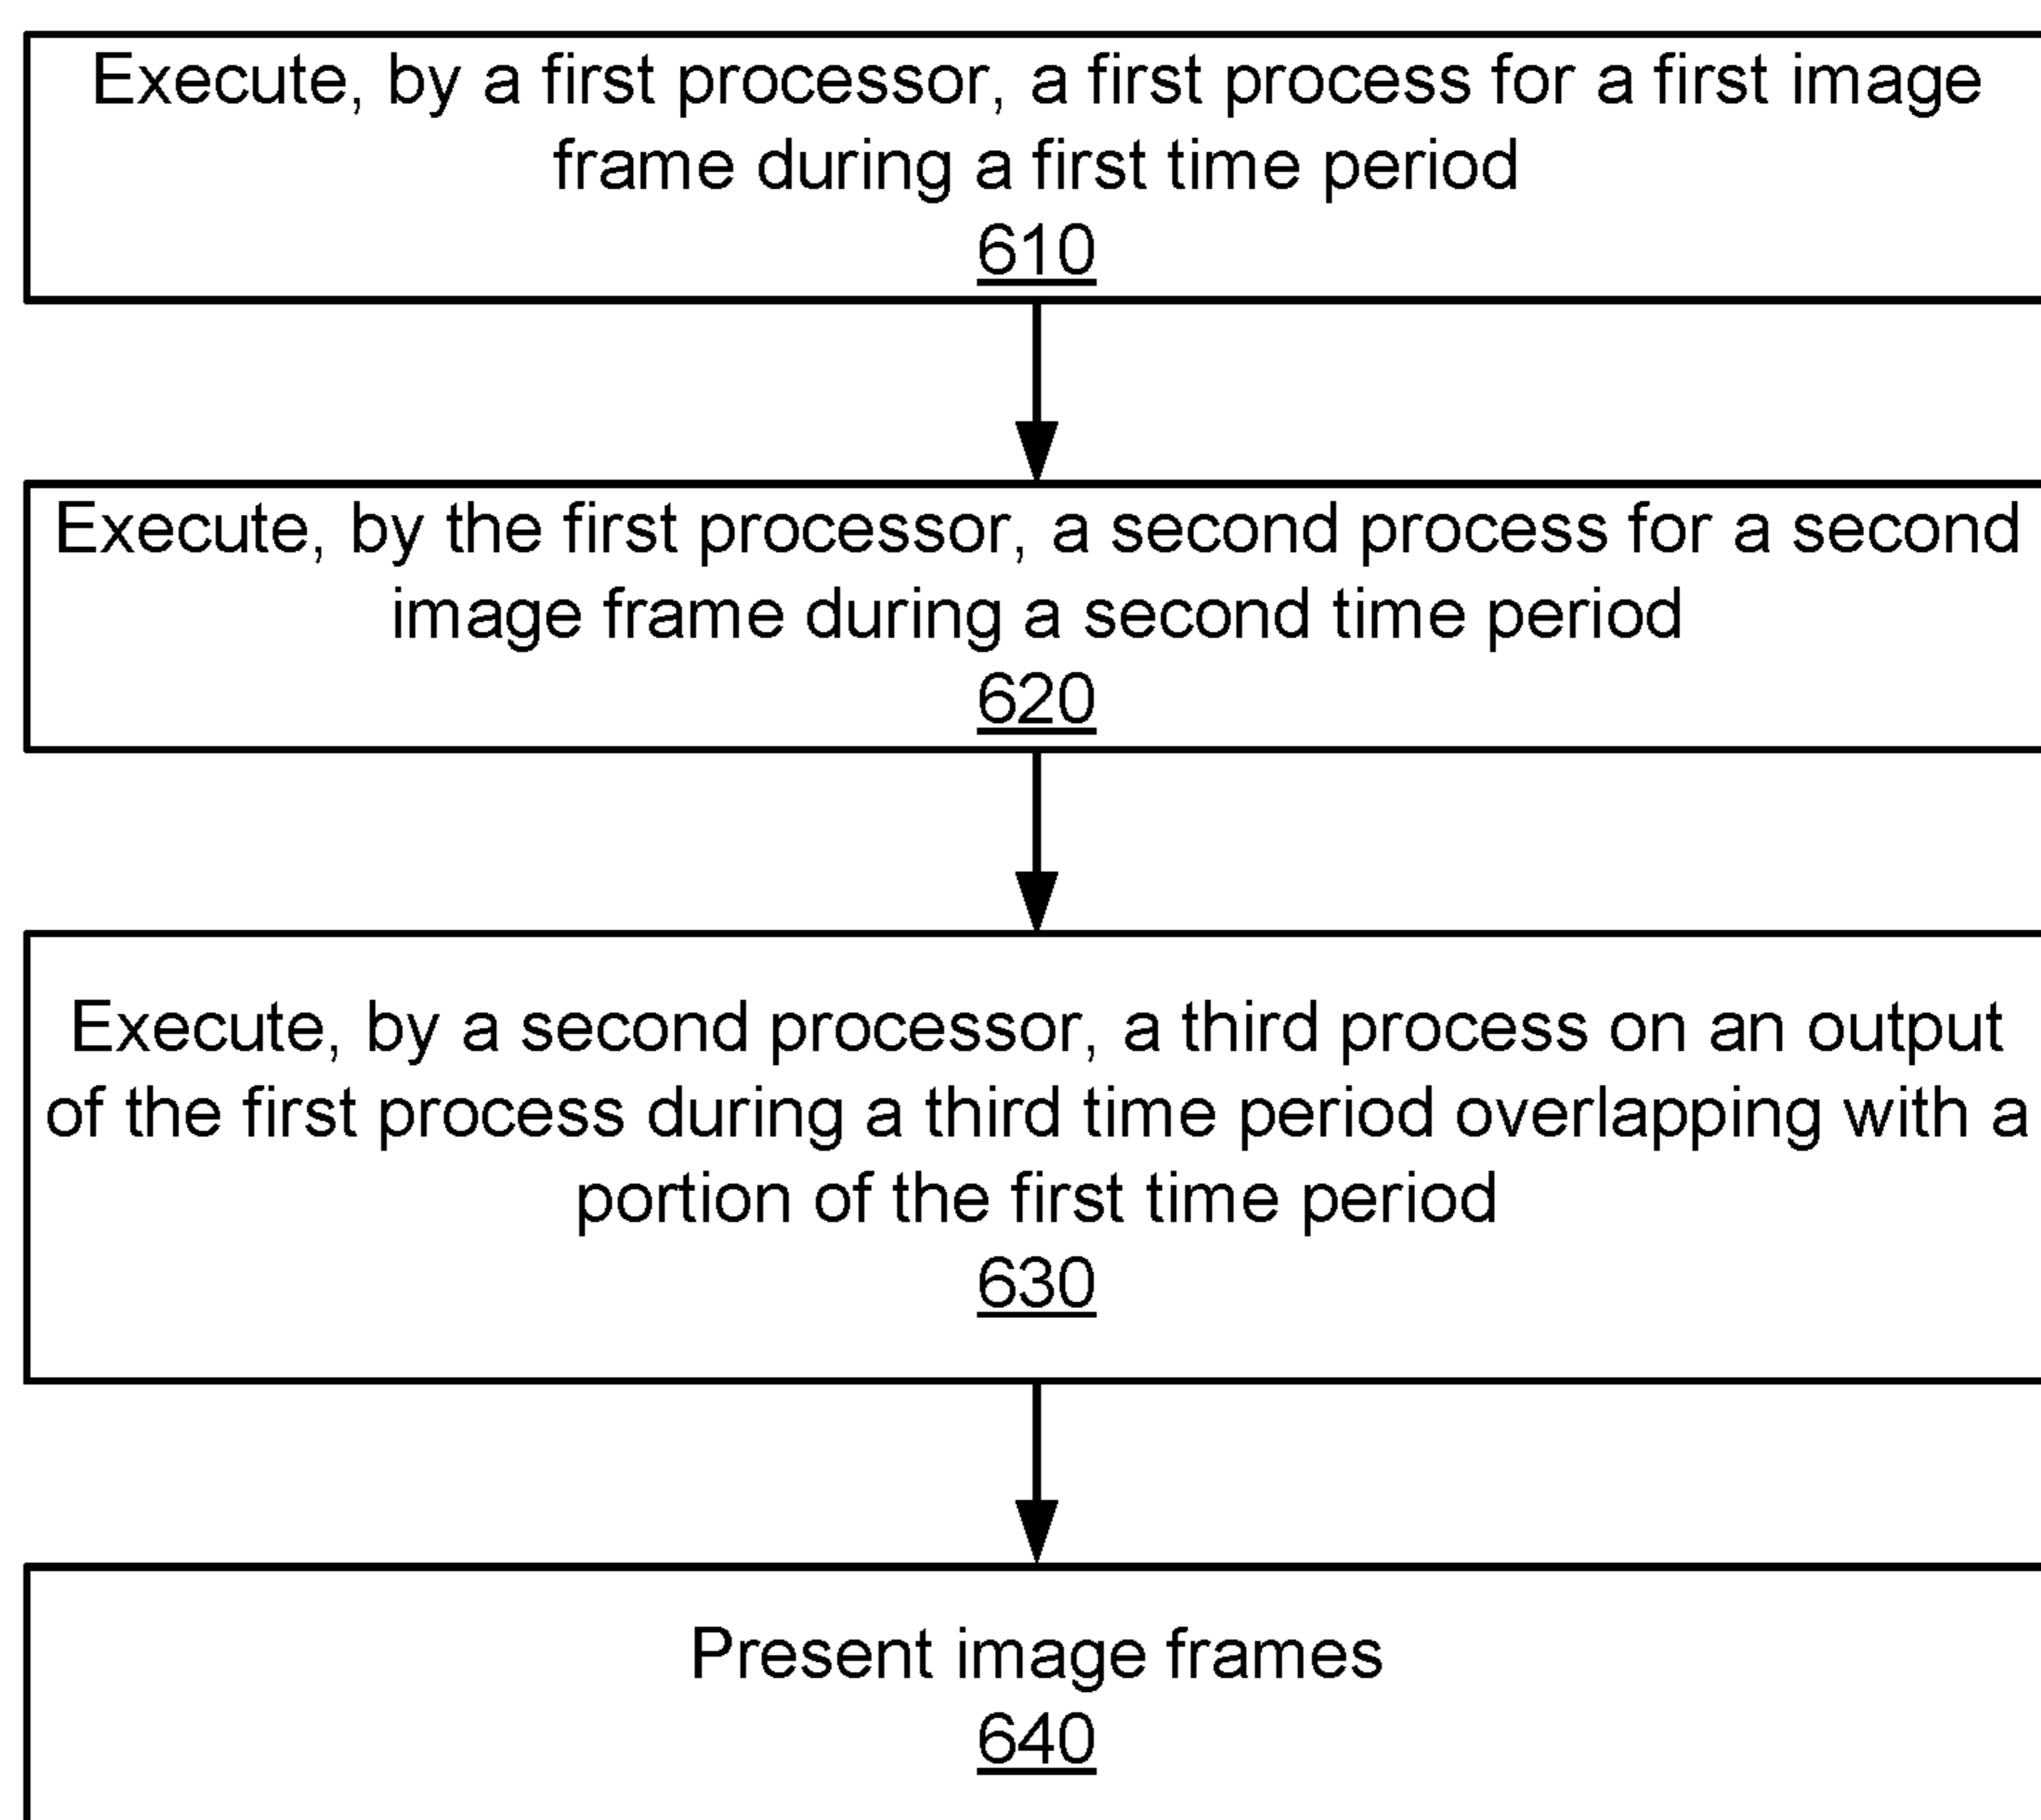 Execute, by a first processor, a first process for a first image
frame during a first time period
610
Execute, by the first processor, a second process for a second
image frame during a second time period
620
Execute, by a second processor, a third process on an output
of the first process during a third time period overlapping with a
portion of the first time period
630
Present image frames
640